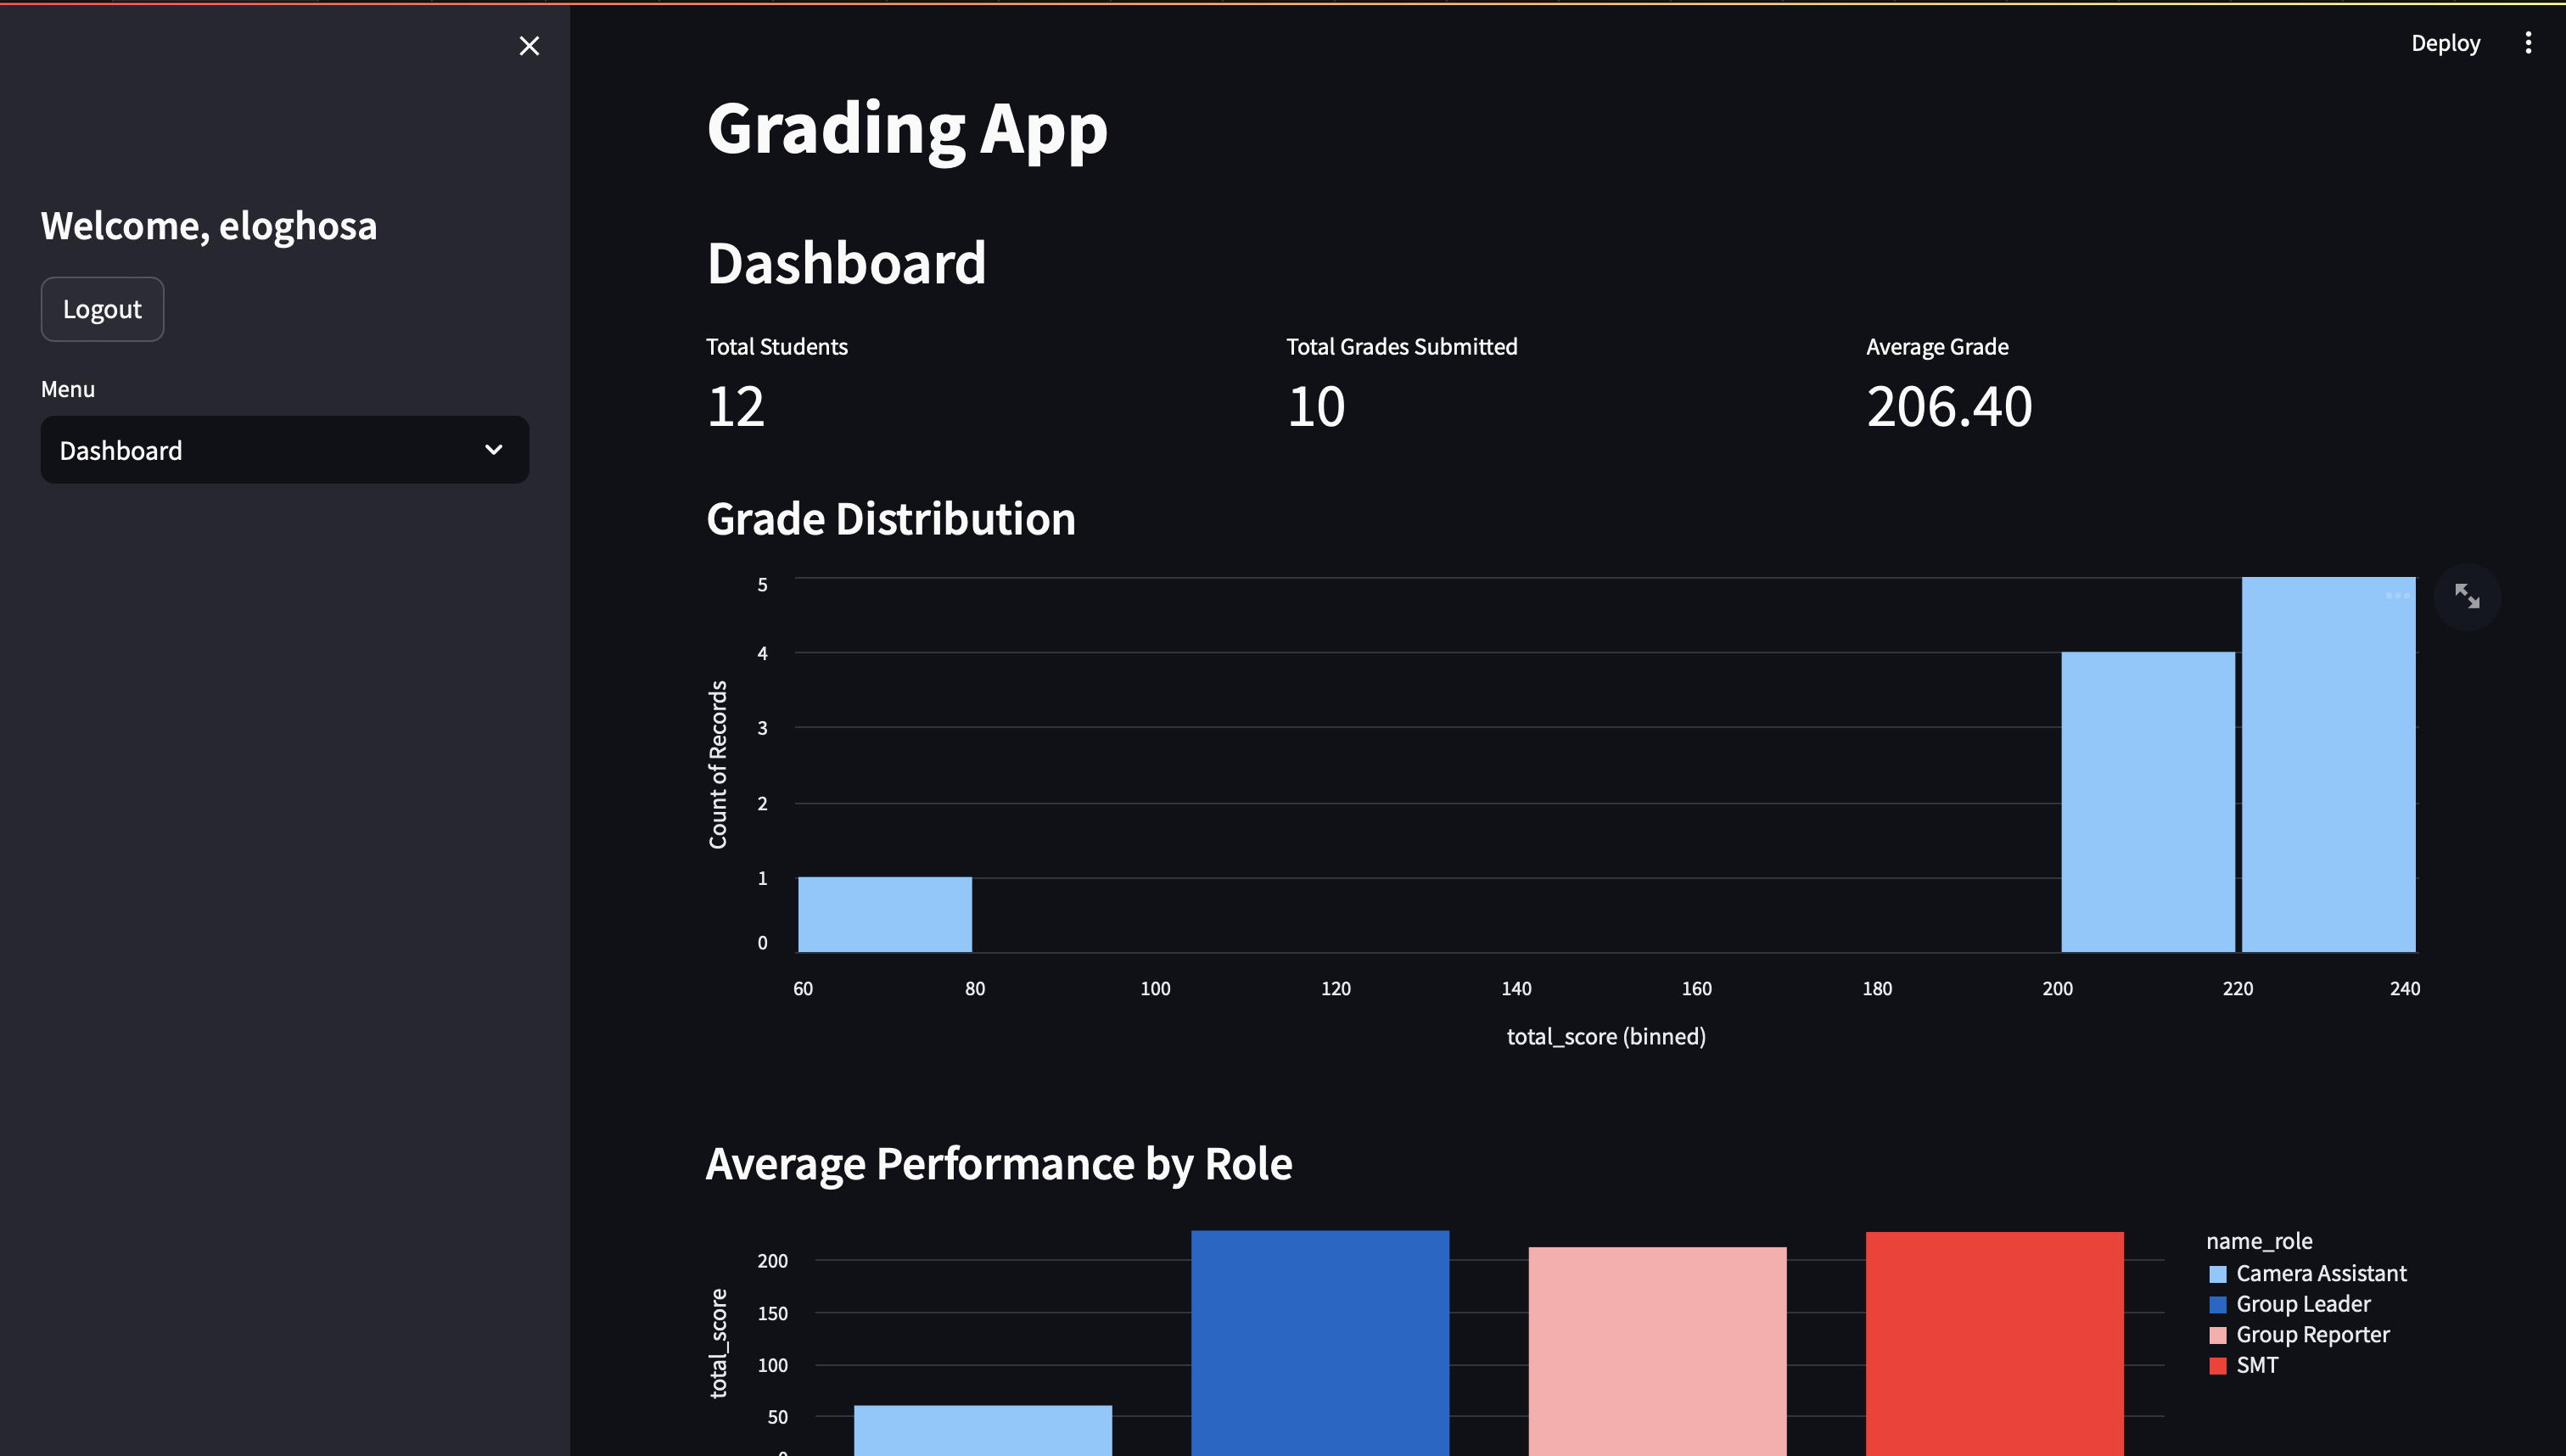 Deploy
Welcome, eloghosa
Logout
Menu
Dashboard
Grading App
Dashboard
Total Students
12
Total Grades Submitted
10
Average Grade
206.40
Grade Distribution
5
4
3
2
1
0
Count of Records
60 80 100 120 140 160 180 200 220 240
total_score (binned)
Average Performance by Role
200
150
100
50
total_score
name_role
Camera Assistant
Group Leader
Group Reporter
SMT